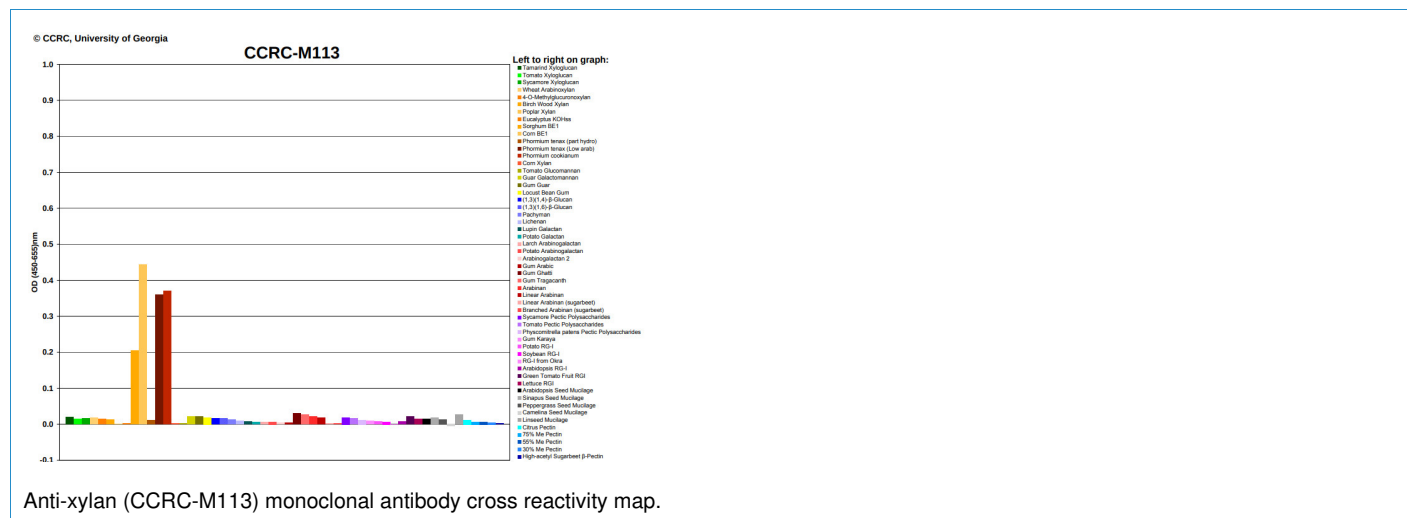 © CCRC, University of Georgia
CCRC-M113
1.0
0.9
0.8
0.7
0.6
0.5
0.4
0.3
0.2
0.1
0.0
-0.1
OD (450-655)nm
Left to right on graph:
Tamarind Xyloglucan
Tomato Xyloglucan
Sycamore Xyloglucan
Wheat Arabinoxylan
4-O-Methylglucuronoxylan
Birch Wood Xylan
Poplar Xylan
Eucalyptus KOHss
Sorghum BE1
Corn BE1
Phormium tenax (part hydro)
Phormium tenax (Low arab)
Phormium cookianum
Corn Xylan
Tomato Glucomannan
Guar Galactomannan
Gum Guar
Locust Bean Gum
(1,3)(1,4)-β-Glucan
(1,3)(1,6)-β-Glucan
Pachyman
Lichenan
Lupin Galactan
Potato Galactan
Larch Arabinogalactan
Potato Arabinogalactan
Arabinogalactan 2
Gum Arabic
Gum Ghatti
Gum Tragacanth
Arabinan
Linear Arabinan
Linear Arabinan (sugarbeet)
Branched Arabinan (sugarbeet)
Sycamore Pectic Polysaccharides
Tomato Pectic Polysaccharides
Physcomitrella patens Pectic Polysaccharides
Gum Karaya
Potato RG-I
Soybean RG-I
RG-I from Okra
Arabidopsis RG-I
Green Tomato Fruit RGI
Lettuce RGI
Arabidopsis Seed Mucilage
Sinapus Seed Mucilage
Peppergrass Seed Mucilage
Camelina Seed Mucilage
Linseed Mucilage
Citrus Pectin
75% Me Pectin
55% Me Pectin
30% Me Pectin
High-acetyl Sugarbeet β-Pectin
Anti-xylan (CCRC-M113) monoclonal antibody cross reactivity map.